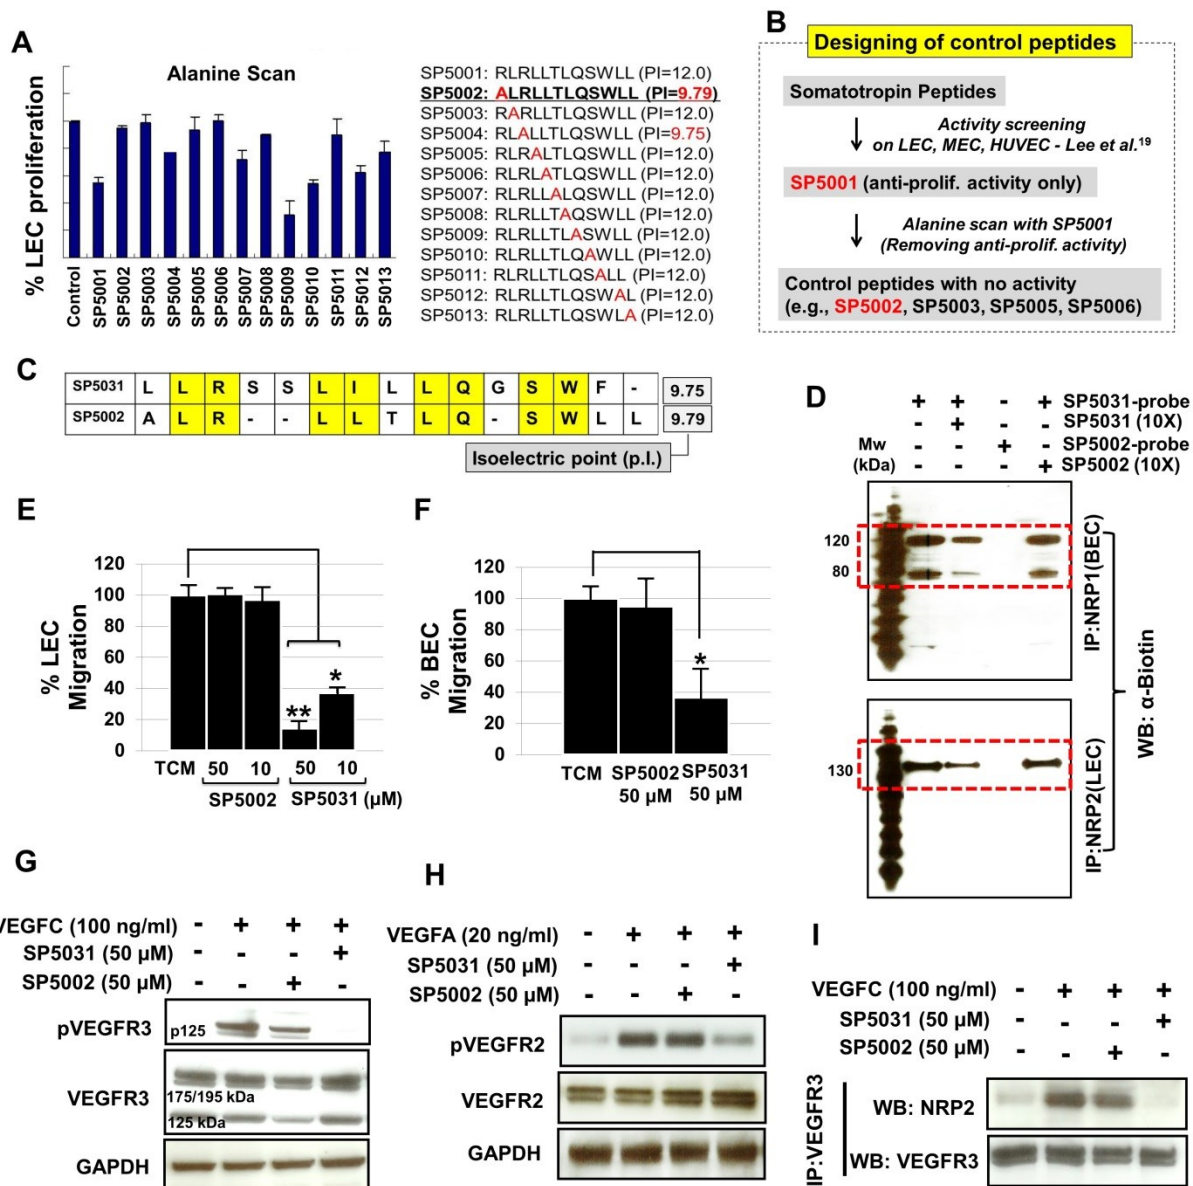 A
Alanine Scan
% LEC proliferation
Control
SP5001
SP5002
SP5003
SP5004
SP5005
SP5006
SP5007
SP5008
SP5009
SP5010
SP5011
SP5012
SP5013
SP5001: RLRLLTLQSWLL (PI=12.0)
SP5002: ALRLLTLQSWLL (PI=9.79)
SP5003: RARLLTLQSWLL (PI=12.0)
SP5004: RLALLTLQSWLL (PI=9.75)
SP5005: RLRALTLQSWLL (PI=12.0)
SP5006: RLRLATLQSWLL (PI=12.0)
SP5007: RLRLLALQSWLL (PI=12.0)
SP5008: RLRLLTAQSWLL (PI=12.0)
SP5009: RLRLLTLASWLL (PI=12.0)
SP5010: RLRLLTLQAWLL (PI=12.0)
SP5011: RLRLLTLQSALL (PI=12.0)
SP5012: RLRLLTLQSWAL (PI=12.0)
SP5013: RLRLLTLQSWLA (PI=12.0)
B
Designing of control peptides
Somatotropin Peptides
Activity screening
on LEC, MEC, HUVEC - Lee et al.¹⁹
SP5001 (anti-prolif. activity only)
Alanine scan with SP5001
(Removing anti-prolif. activity)
Control peptides with no activity
(e.g., SP5002, SP5003, SP5005, SP5006)
C
SP5031 L L R S S L I L L Q G S W F - 9.75
SP5002 A L R - - L L T L Q - S W L L 9.79
Isoelectric point (p.I.)
D
+ + - + SP5031-probe
- + - - SP5031 (10X)
- - + - SP5002-probe
- - - + SP5002 (10X)
Mw
(kDa)
120
80
IP:NRP1(BEC)
130
IP:NRP2(LEC)
WB: α-Biotin
E
% LEC
Migration
120
100
80
60
40
20
0
**
*
TCM 50 10 50 10
SP5002 SP5031 (µM)
F
% BEC
Migration
120
100
80
60
40
20
0
*
TCM SP5002 SP5031
50 µM 50 µM
G
VEGFC (100 ng/ml) - + + +
SP5031 (50 µM) - - - +
SP5002 (50 µM) - - + -
pVEGFR3
p125
VEGFR3
175/195 kDa
125 kDa
GAPDH
H
VEGFA (20 ng/ml) - + + +
SP5031 (50 µM) - - - +
SP5002 (50 µM) - - + -
pVEGFR2
VEGFR2
GAPDH
I
VEGFC (100 ng/ml) - + + +
SP5031 (50 µM) - - - +
SP5002 (50 µM) - - + -
IP:VEGFR3
WB: NRP2
WB: VEGFR3